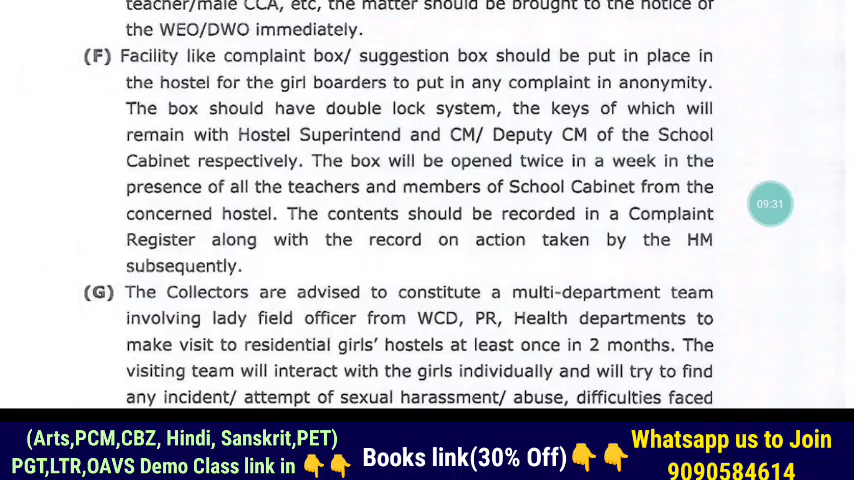 teacher/male CCA, etc, the matter should be brought to the notice of
the WEO/DWO immediately.
(F) Facility like complaint box/ suggestion box should be put in place in
the hostel for the girl boarders to put in any complaint in anonymity.
The box should have double lock system, the keys of which will
remain with Hostel Superintend and CM/ Deputy CM of the School
Cabinet respectively. The box will be opened twice in a week in the
presence of all the teachers and members of School Cabinet from the
concerned hostel. The contents should be recorded in a Complaint
Register along with the record on action taken by the HM
subsequently.
(G) The Collectors are advised to constitute a multi-department team
involving lady field officer from WCD, PR, Health departments to
make visit to residential girls' hostels at least once in 2 months. The
visiting team will interact with the girls individually and will try to find
any incident/ attempt of sexual harassment/ abuse, difficulties faced
09:31
(Arts,PCM,CBZ, Hindi, Sanskrit,PET)
PGT,LTR,OAVS Demo Class link in 👇👇
Books link(30% Off)👇👇
Whatsapp us to Join
9090584614